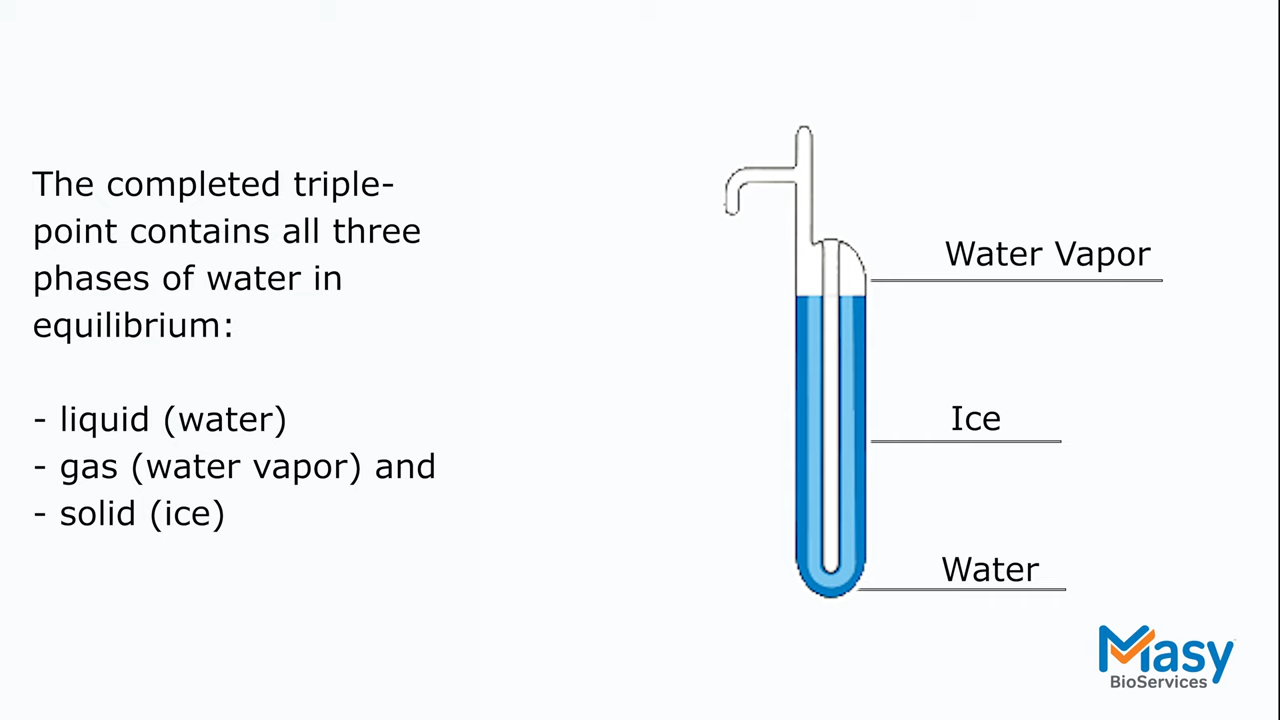 The completed triple-
point contains all three
phases of water in
equilibrium:
- liquid (water)
- gas (water vapor) and
- solid (ice)
Water Vapor
Ice
Water
Masy
BioServices